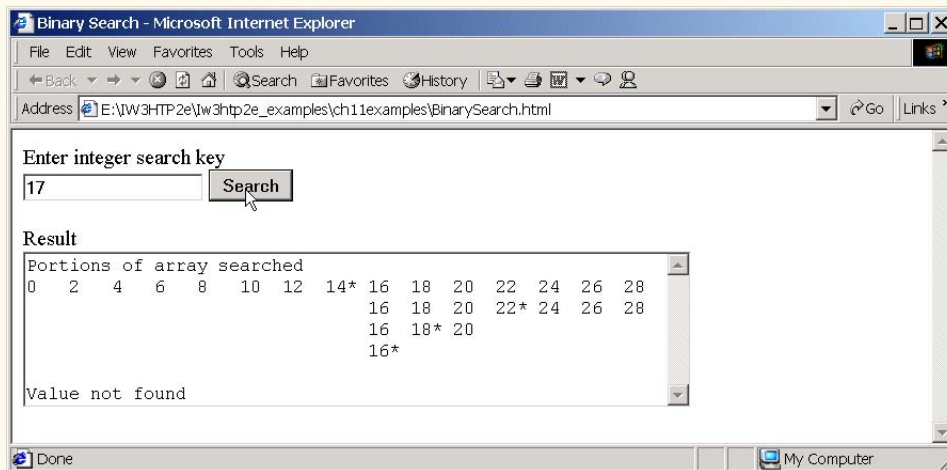 Binary Search - Microsoft Internet Explorer
File Edit View Favorites Tools Help
Back Search Favorites History
Address E:\IW3HTP2e\Iw3htp2e_examples\ch11examples\BinarySearch.html Go Links »
Enter integer search key
17 Search
Result
Portions of array searched
0 2 4 6 8 10 12 14* 16 18 20 22 24 26 28
16 18 20 22* 24 26 28
16 18* 20
16*
Value not found
Done My Computer